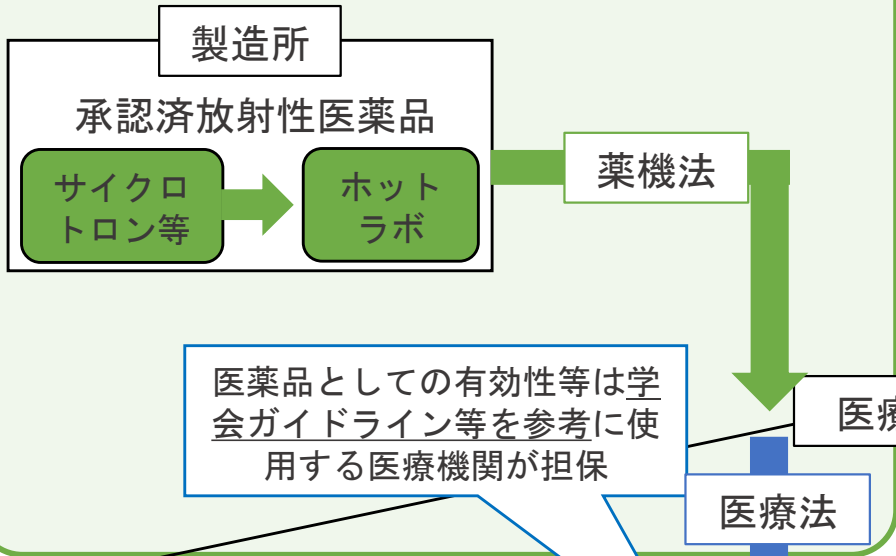 製造所
承認済放射性医薬品
サイクロ
トロン等
ホット
ラボ
薬機法
医薬品としての有効性等は学
会ガイドライン等を参考に使
用する医療機関が担保
医療
医療法